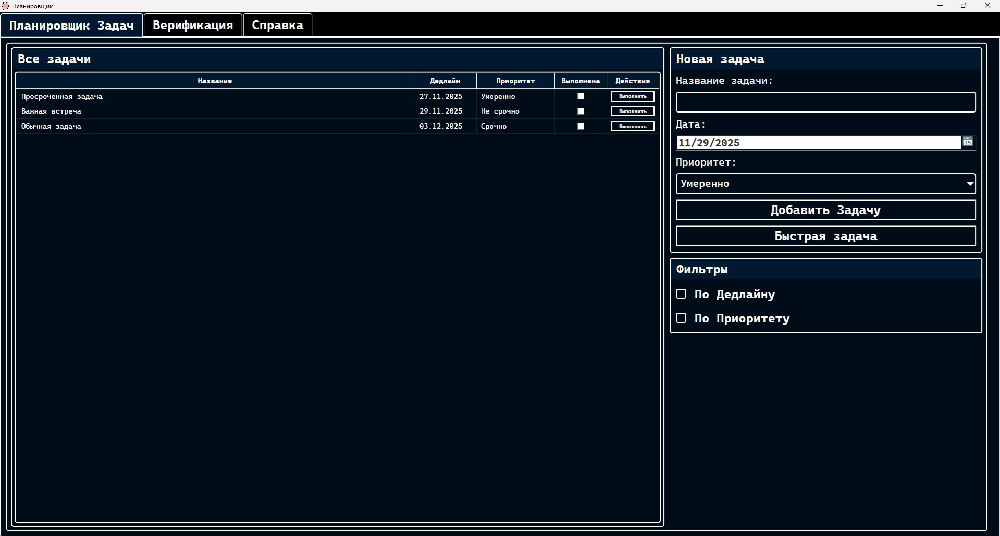 Планировщик
Планировщик Задач Верификация Справка
Все задачи
Название Дедлайн Приоритет Выполнена Действия
Просроченная задача 27.11.2025 Умеренно Выполнить
Важная встреча 29.11.2025 Не срочно Выполнить
Обычная задача 03.12.2025 Срочно Выполнить
Новая задача
Название задачи:
Дата:
11/29/2025 15
Приоритет:
Умеренно
Добавить Задачу
Быстрая задача
Фильтры
По Дедлайну
По Приоритету